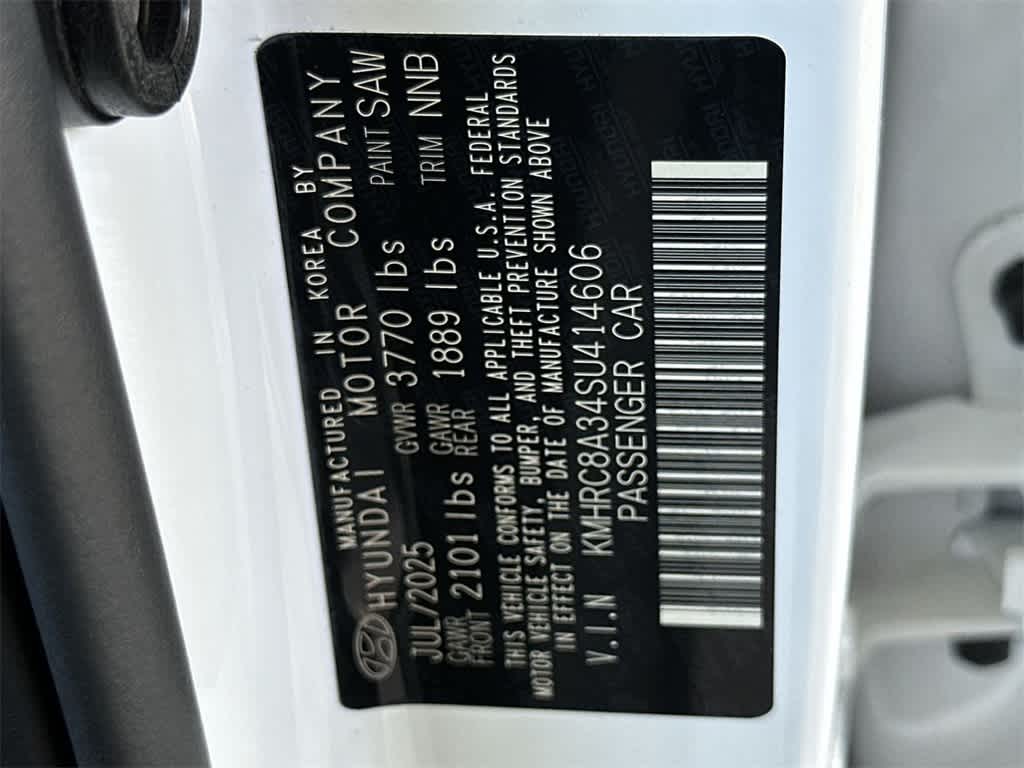 MANUFACTURED IN KOREA BY
HYUNDAI MOTOR COMPANY
JUL/2025 GVWR 3770 lbs PAINT SAW
GAWR FRONT 2101 lbs GAWR REAR 1889 lbs TRIM NNB
THIS VEHICLE CONFORMS TO ALL APPLICABLE U.S.A. FEDERAL
MOTOR VEHICLE SAFETY, BUMPER, AND THEFT PREVENTION STANDARDS
IN EFFECT ON THE DATE OF MANUFACTURE SHOWN ABOVE
V.I.N KMHRC8A34SU414606
PASSENGER CAR